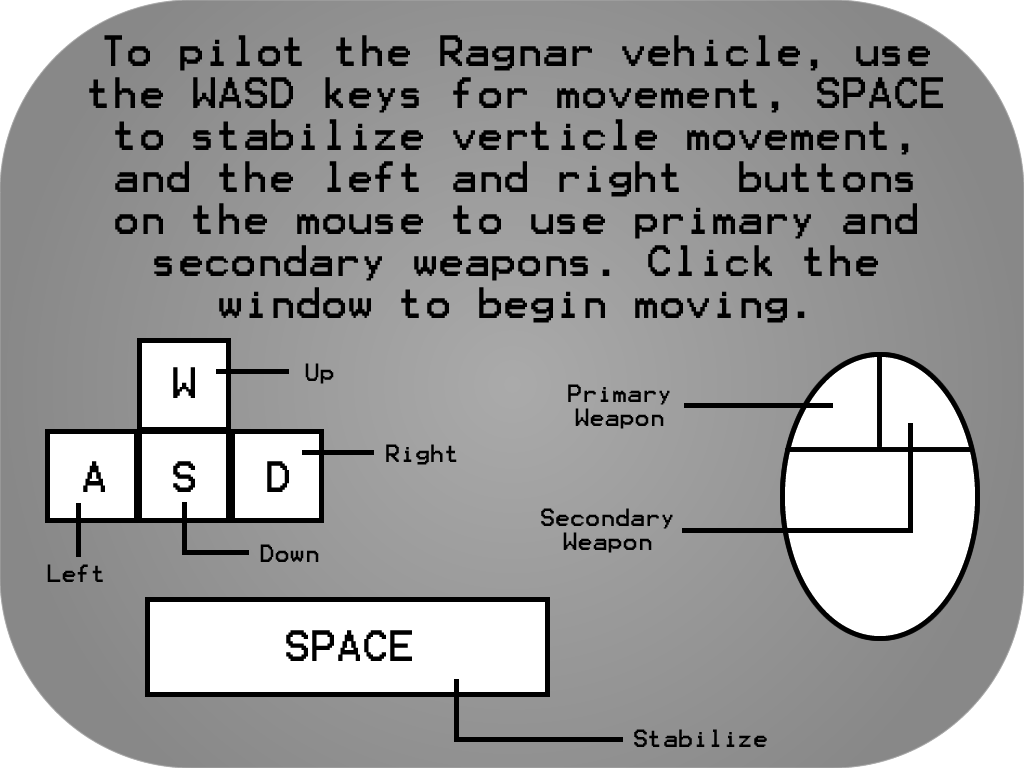 To pilot the Ragnar vehicle, use
the WASD keys for movement, SPACE
to stabilize verticle movement,
and the left and right  buttons
on the mouse to use primary and
secondary weapons. Click the
window to begin moving.
W
Up
A
S
D
Right
Left
Down
Primary
Weapon
Secondary
Weapon
SPACE
Stabilize